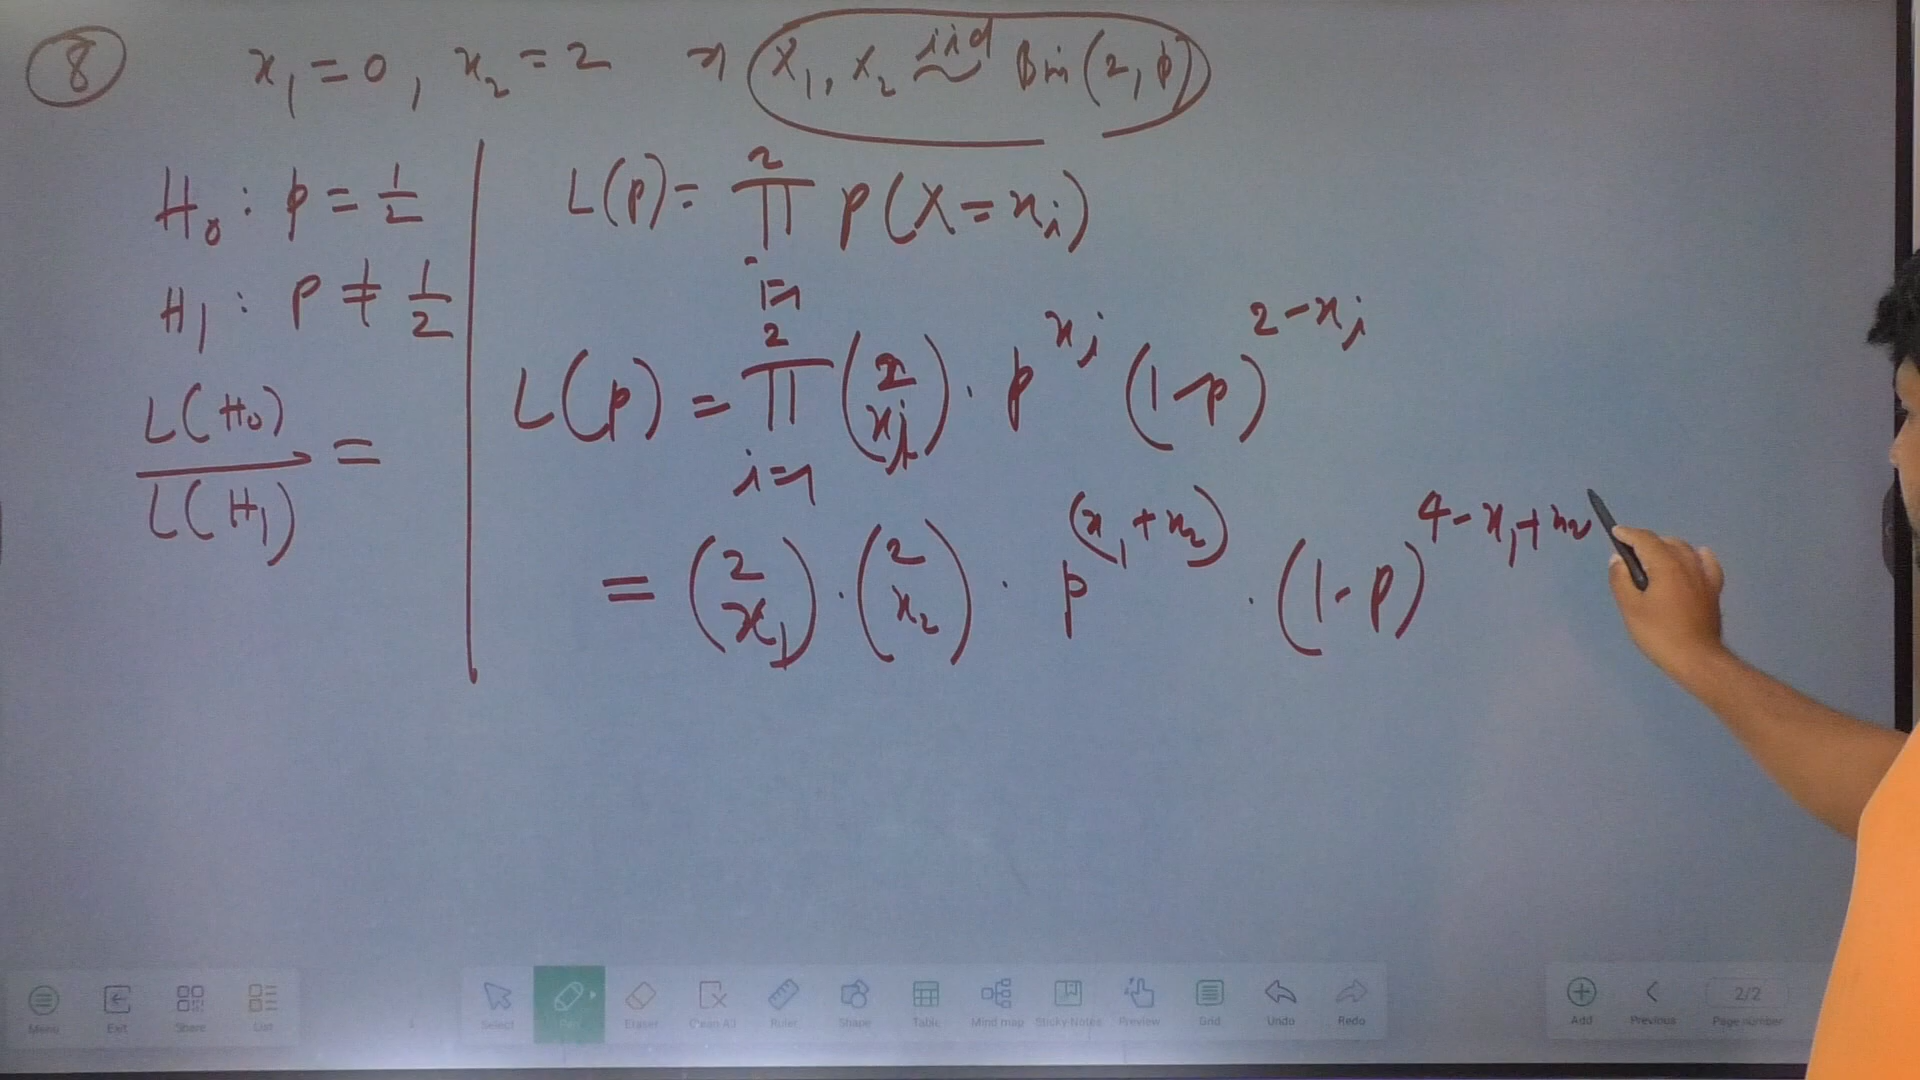 8 x₁ = 0, x₂ = 2 → X₁, X₂ iid ~ Bin(2, p)
H₀ : p = 1/2
H₁ : p ≠ 1/2
L(H₀) / L(H₁) =
L(p) = ∏_{i=1}^{2} P(X = xᵢ)
L(p) = ∏_{i=1}^{2} (2 xᵢ) · p^{xᵢ} (1-p)^{2-xᵢ}
= (2 x₁) · (2 x₂) · p^{(x₁+x₂)} · (1-p)^{4-x₁+x₂}
Menu Exit Share List Select Pen Eraser Clean All Ruler Shape Table Mind map Sticky Notes Preview Grid Undo Redo Add Previous 2/2 Page number